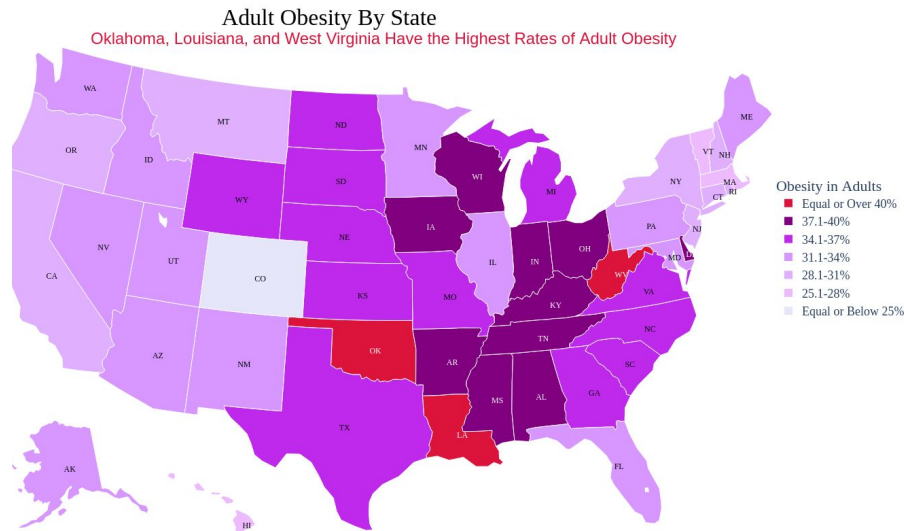 Adult Obesity By State
Oklahoma, Louisiana, and West Virginia Have the Highest Rates of Adult Obesity
WA
MT
ND
MN
ME
OR
ID
SD
WI
VT
NH
WY
MI
NY
MA
CT
RI
IA
NE
PA
NJ
NV
UT
CO
IL
IN
OH
MD
CA
KS
MO
WV
VA
KY
NC
TN
AZ
NM
OK
AR
SC
MS
AL
GA
TX
LA
AK
FL
HI
Obesity in Adults
Equal or Over 40%
37.1-40%
34.1-37%
31.1-34%
28.1-31%
25.1-28%
Equal or Below 25%